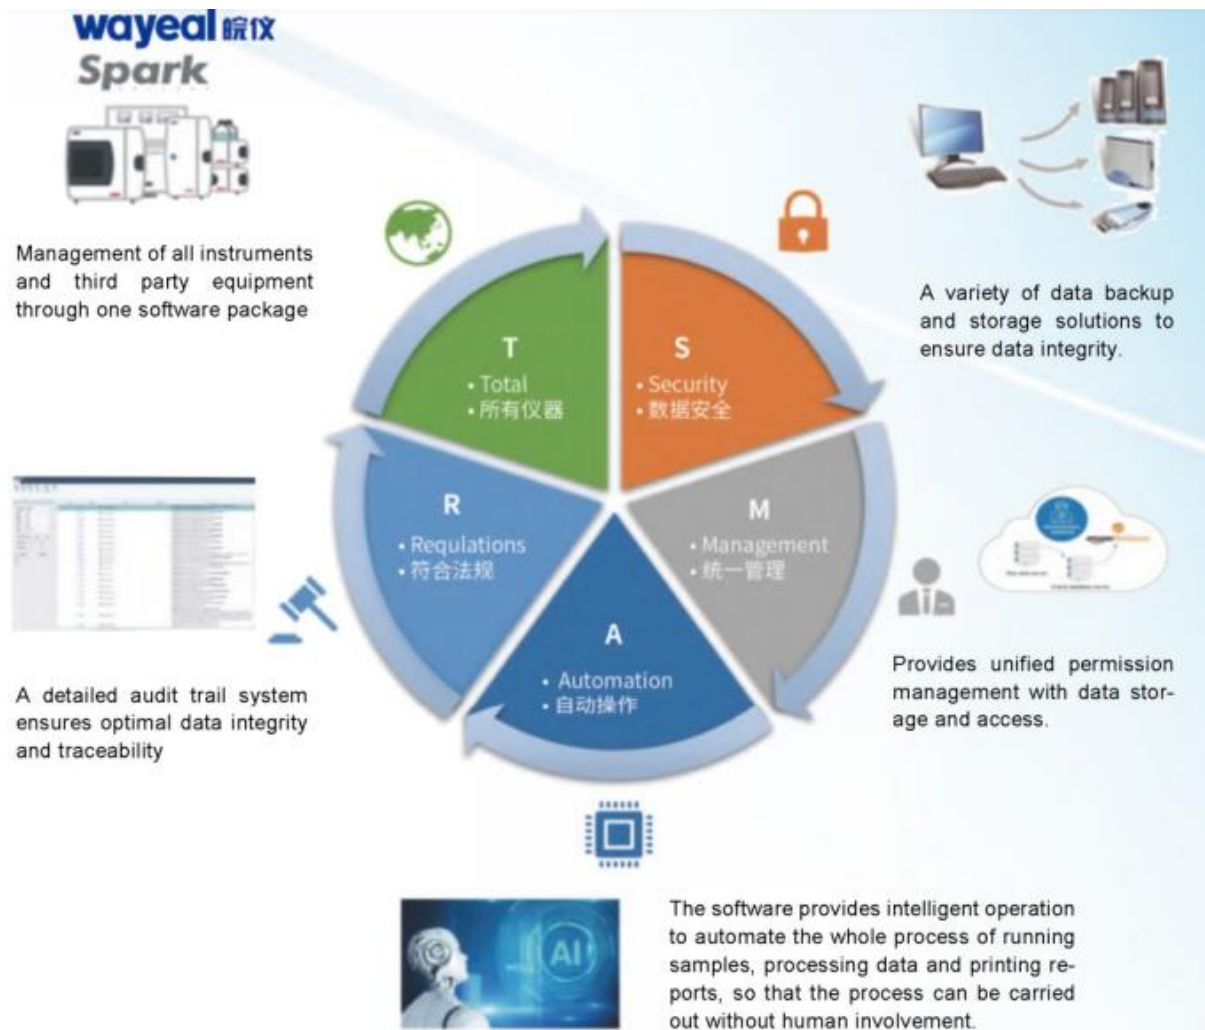 wayeal 皖仪
Spark
Management of all instruments
and third party equipment
through one software package
A variety of data backup
and storage solutions to
ensure data integrity.
T
• Total
• 所有仪器
S
• Security
• 数据安全
R
• Requlations
• 符合法规
M
• Management
• 统一管理
A
• Automation
• 自动操作
A detailed audit trail system
ensures optimal data integrity
and traceability
Provides unified permission
management with data stor-
age and access.
AI
The software provides intelligent operation
to automate the whole process of running
samples, processing data and printing re-
ports, so that the process can be carried
out without human involvement.